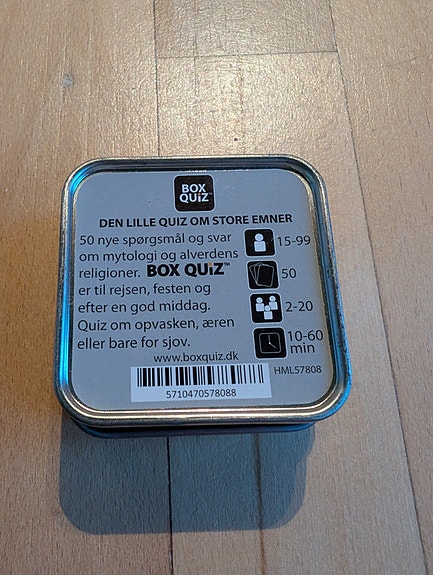 BOX
QUiZ™
DEN LILLE QUIZ OM STORE EMNER
50 nye spørgsmål og svar
om mytologi og alverdens
religioner. BOX QUiZ™
er til rejsen, festen og
efter en god middag.
Quiz om opvasken, æren
eller bare for sjov.
15-99
50
2-20
10-60
min
www.boxquiz.dk
HML57808
5710470578088